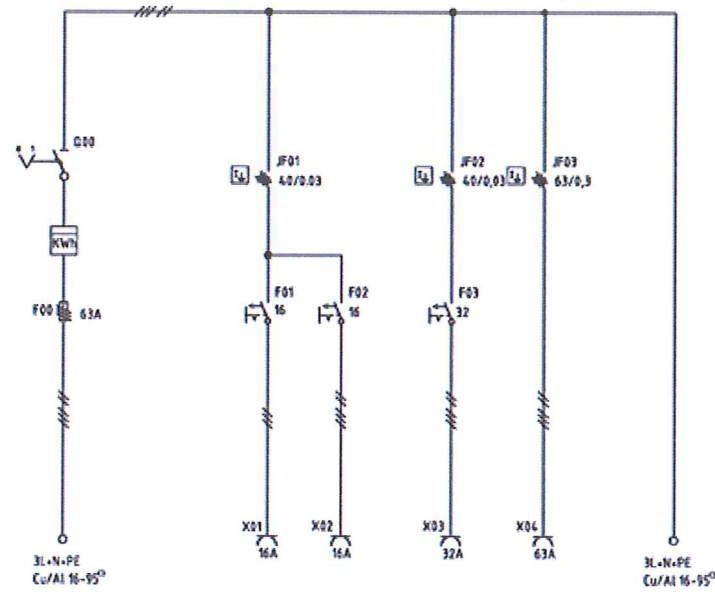 0 1
Q00
JF01
40/0.03
JF02
40/0,03
JF03
63/0,3
KWh
F00
63A
F01
16
F02
16
F03
32
X01
16A
X02
16A
X03
32A
X04
63A
3L+N+PE
Cu/Al 16-95
3L+N+PE
Cu/Al 16-95